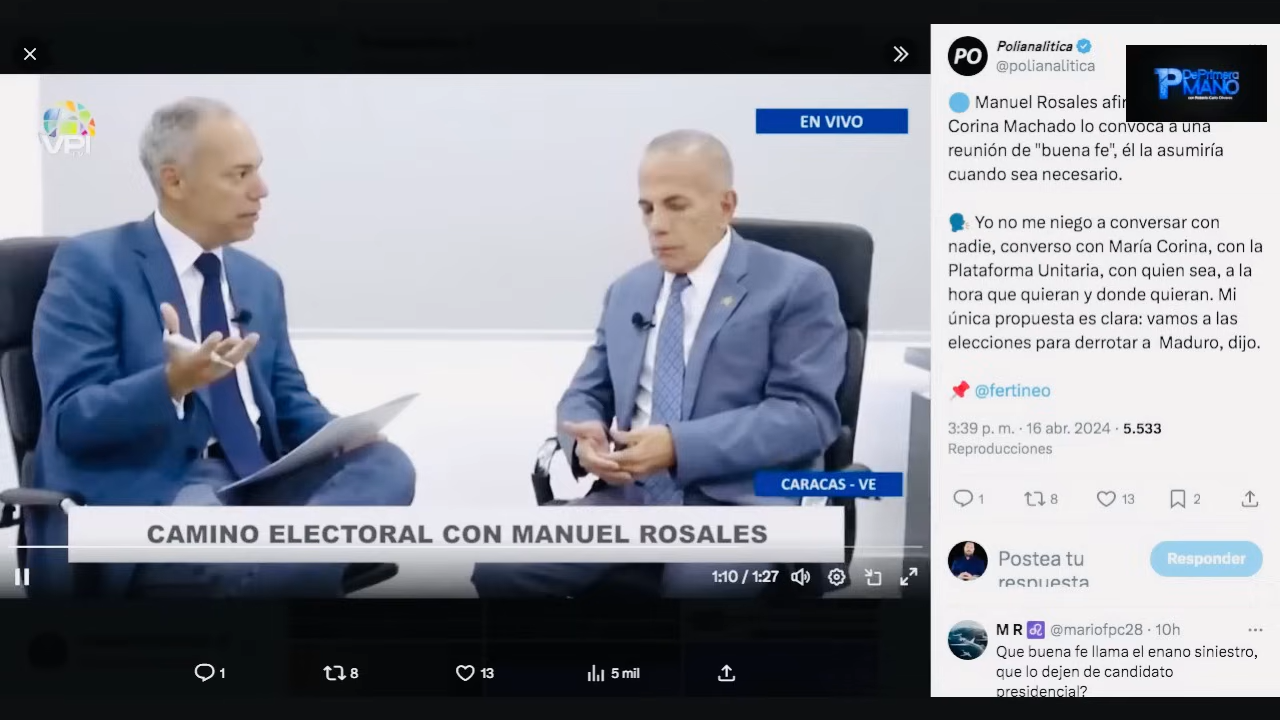 VPI
EN VIVO
CARACAS - VE
CAMINO ELECTORAL CON MANUEL ROSALES
1:10 / 1:27
1
8
13
5 mil
PO
Polianalitica
@polianalitica
1P
De Primera
MANO
Manuel Rosales
Corina Machado lo convoca a una
reunión de "buena fe", él la asumiría
cuando sea necesario.
Yo no me niego a conversar con
nadie, converso con María Corina, con la
Plataforma Unitaria, con quien sea, a la
hora que quieran y donde quieran. Mi
única propuesta es clara: vamos a las
elecciones para derrotar a Maduro, dijo.
@fertineo
3:39 p. m. · 16 abr. 2024 · 5.533
Reproducciones
1
8
13
2
Postea tu
respuesta
Responder
M R ♌ @mariofpc28 · 10h
Que buena fe llama el enano siniestro,
que lo dejen de candidato
presidencial?